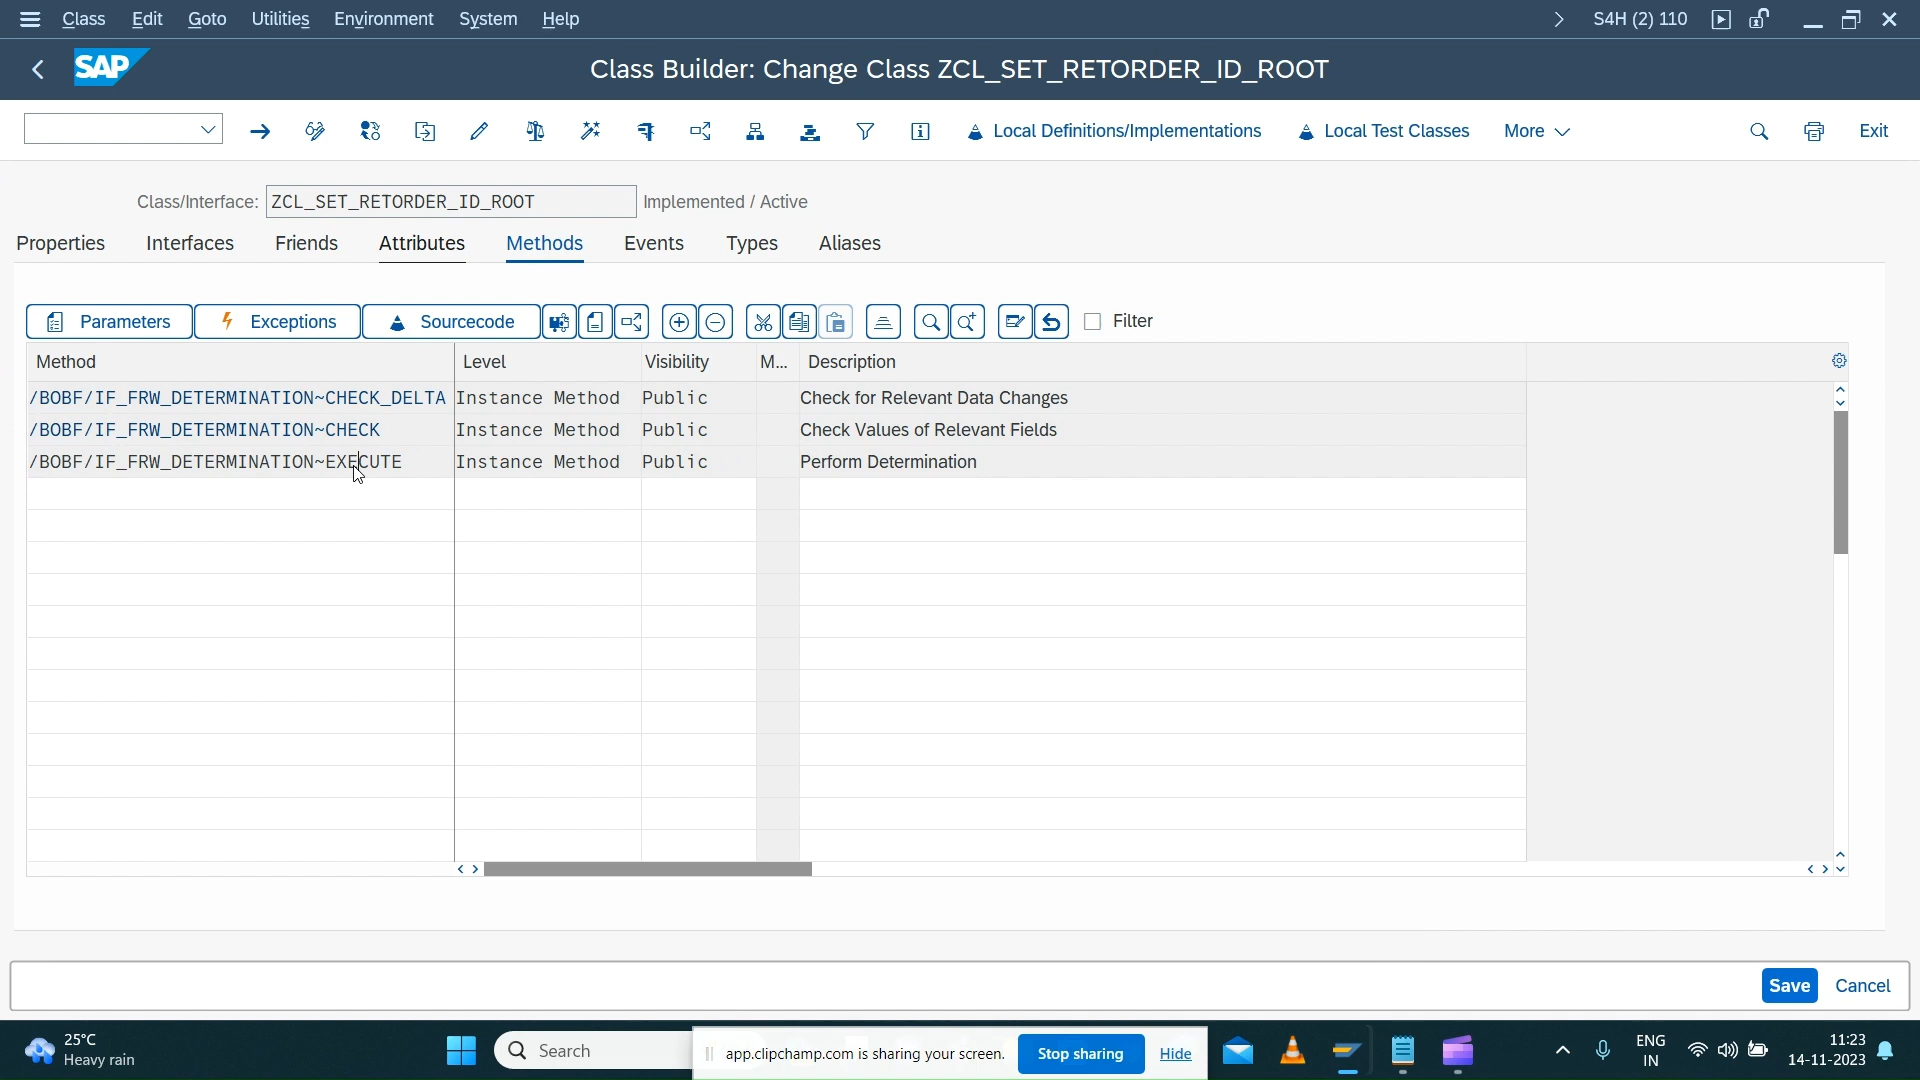 Class Edit Goto Utilities Environment System Help S4H (2) 110
SAP Class Builder: Change Class ZCL_SET_RETORDER_ID_ROOT
Local Definitions/Implementations Local Test Classes More Exit
Class/Interface: ZCL_SET_RETORDER_ID_ROOT Implemented / Active
Properties Interfaces Friends Attributes Methods Events Types Aliases
Parameters Exceptions Sourcecode Filter
Method Level Visibility M... Description
/BOBF/IF_FRW_DETERMINATION~CHECK_DELTA Instance Method Public Check for Relevant Data Changes
/BOBF/IF_FRW_DETERMINATION~CHECK Instance Method Public Check Values of Relevant Fields
/BOBF/IF_FRW_DETERMINATION~EXECUTE Instance Method Public Perform Determination
Save Cancel
25°C
Heavy rain
Search
app.clipchamp.com is sharing your screen. Stop sharing Hide
ENG
IN
11:23
14-11-2023